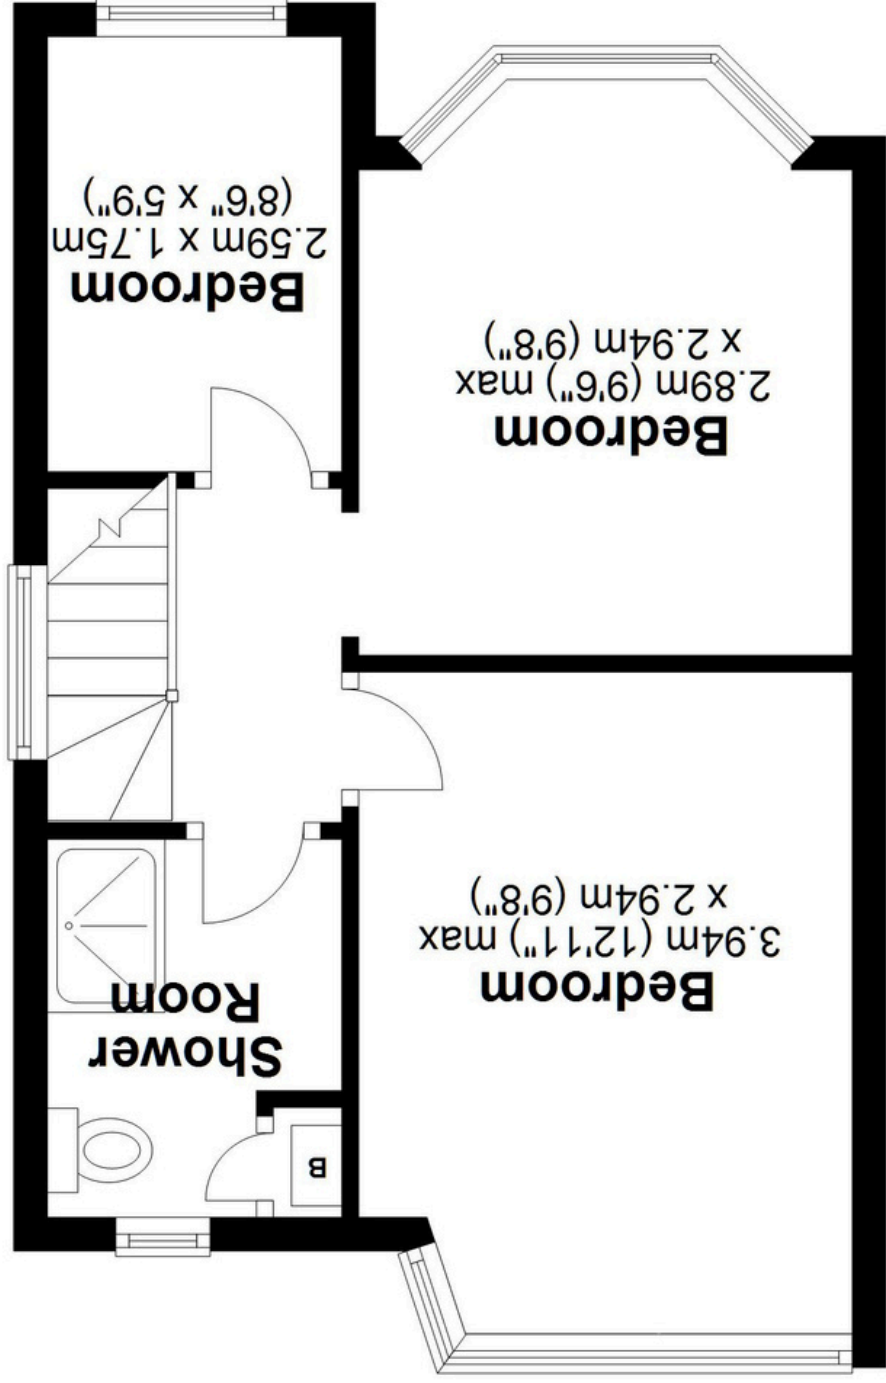 B
Shower
Room
Bedroom
3.94m (12'11") max
x 2.94m (9'8")
Bedroom
2.89m (9'6") max
x 2.94m (9'8")
Bedroom
2.59m x 1.75m
(8'6" x 5'9")